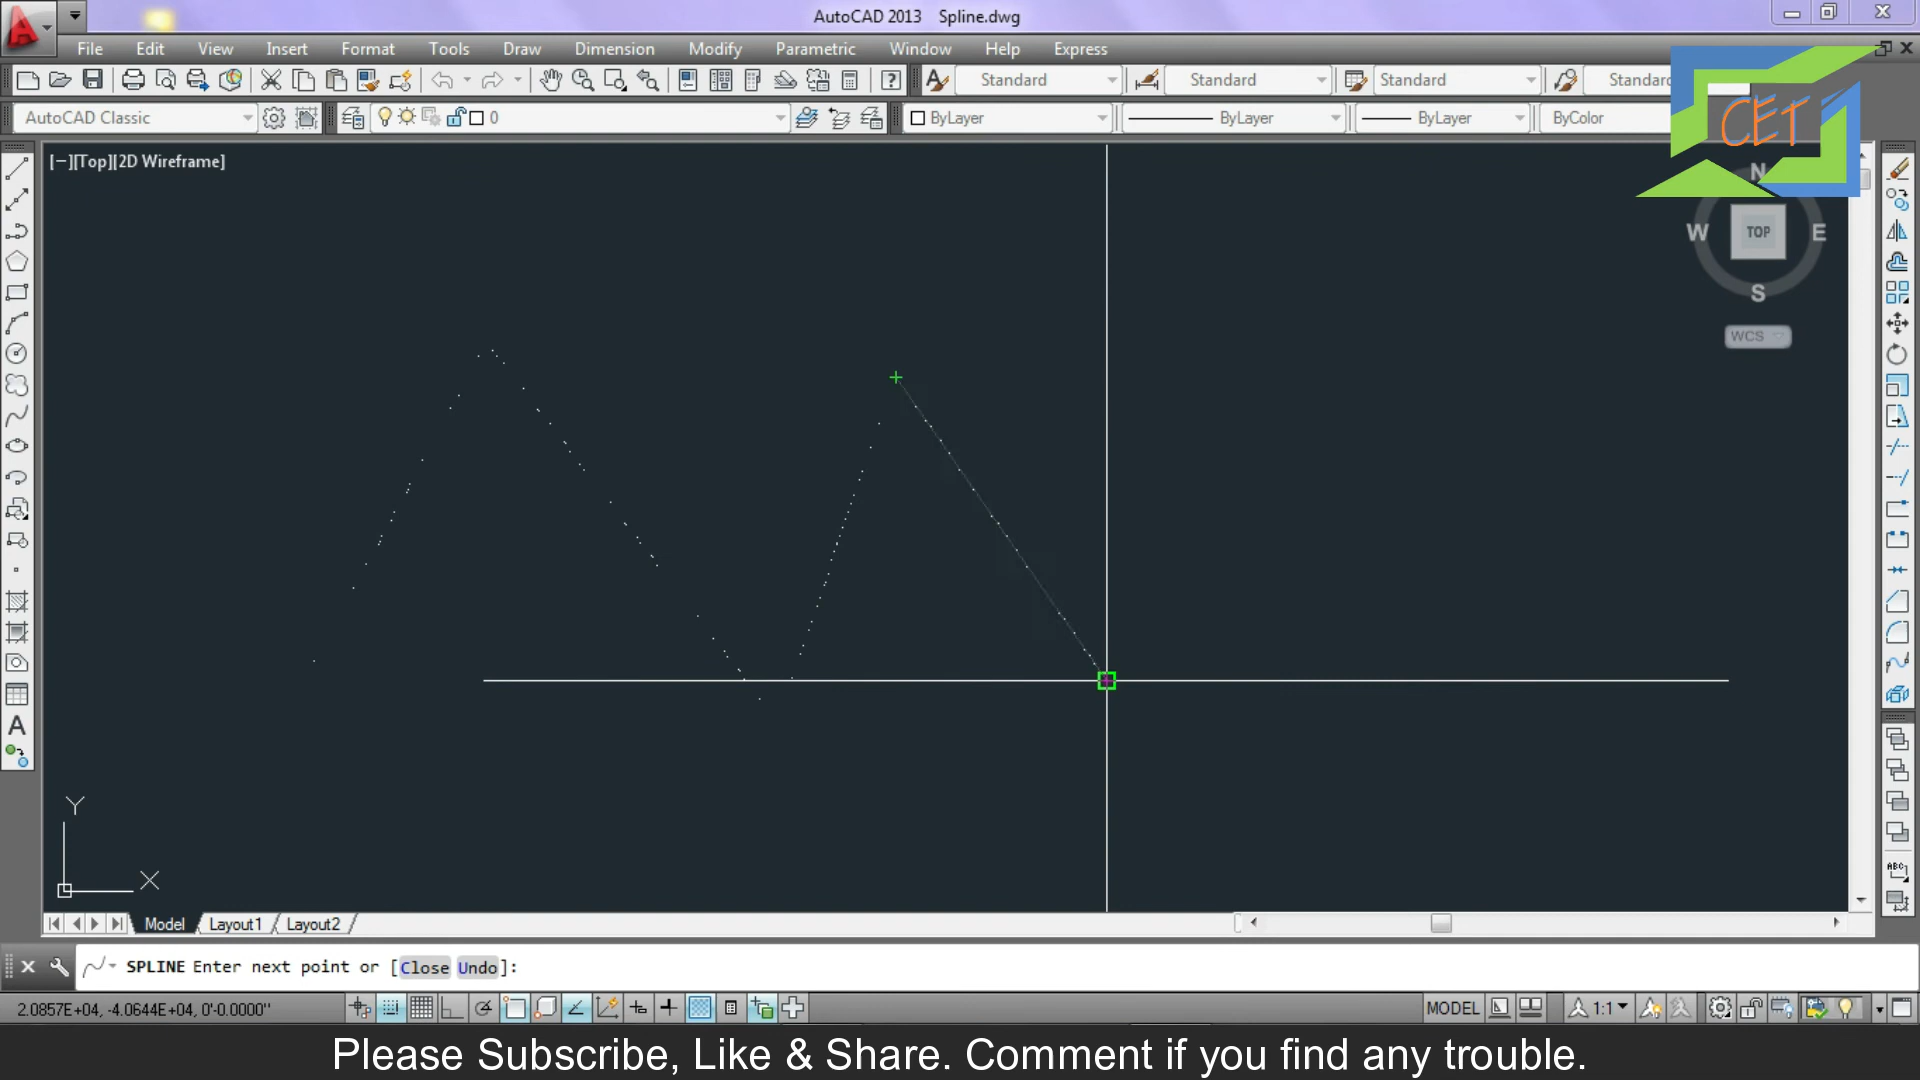 AutoCAD 2013 Spline.dwg
File Edit View Insert Format Tools Draw Dimension Modify Parametric Window Help Express
A Standard Standard Standard Standard
AutoCAD Classic 0 ByLayer ByLayer ByLayer ByColor
CET
[−][Top][2D Wireframe]
N
W TOP E
S
WCS
A
Y
X
ABC
Model Layout1 Layout2
SPLINE Enter next point or [Close Undo]:
2.0857E+04, -4.0644E+04, 0'-0.0000" MODEL 1:1
Please Subscribe, Like & Share. Comment if you find any trouble.